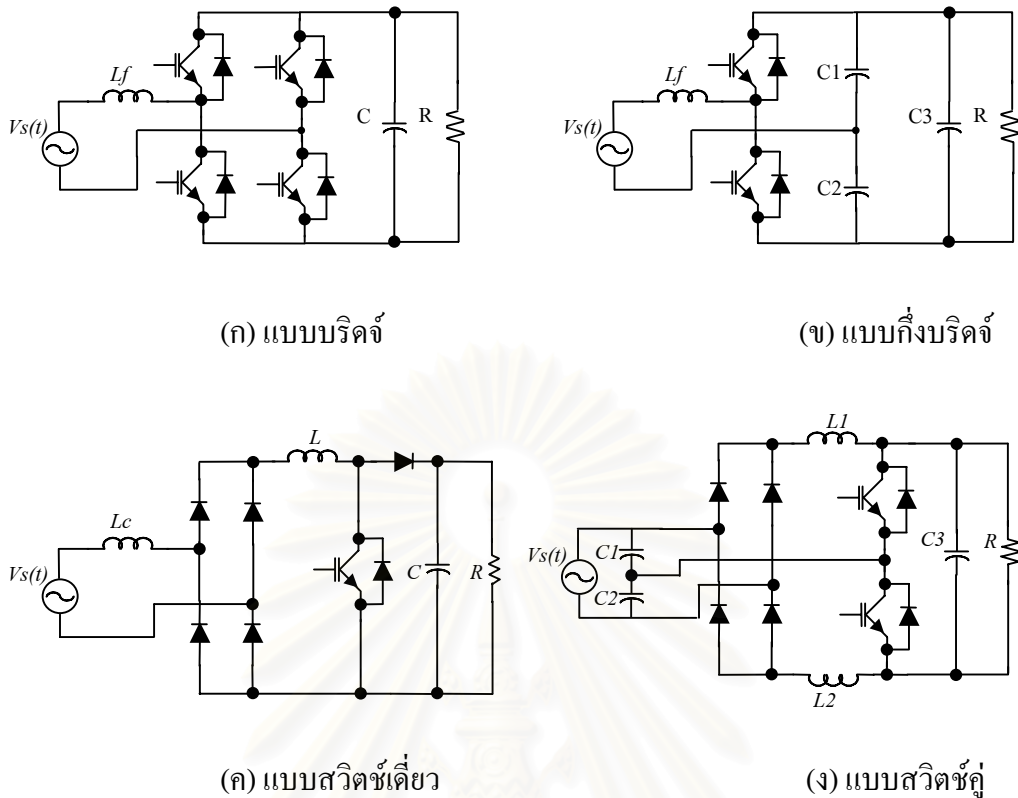 Lf
Vs(t)
C
R
(ก) แบบบริดจ์
Lf
Vs(t)
C1
C2
C3
R
(ข) แบบกึ่งบริดจ์
L
Lc
Vs(t)
C
R
(ค) แบบสวิตช์เดี่ยว
L1
Vs(t)
C1
C2
C3
R
L2
(ง) แบบสวิตช์คู่